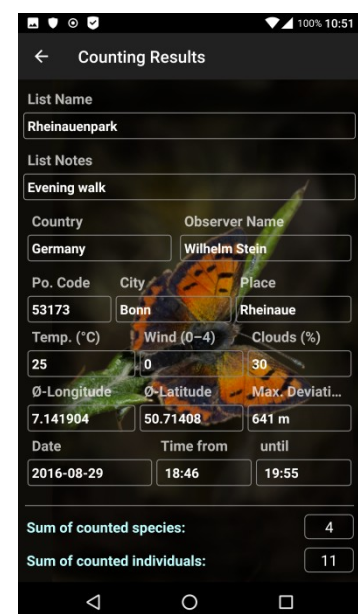 100% 10:51
Counting Results
List Name
Rheinauenpark
List Notes
Evening walk
Country Observer Name
Germany Wilhelm Stein
Po. Code City Place
53173 Bonn Rheinaue
Temp. (°C) Wind (0–4) Clouds (%)
25 0 30
Ø-Longitude Ø-Latitude Max. Deviati...
7.141904 50.71408 641 m
Date Time from until
2016-08-29 18:46 19:55
Sum of counted species: 4
Sum of counted individuals: 11